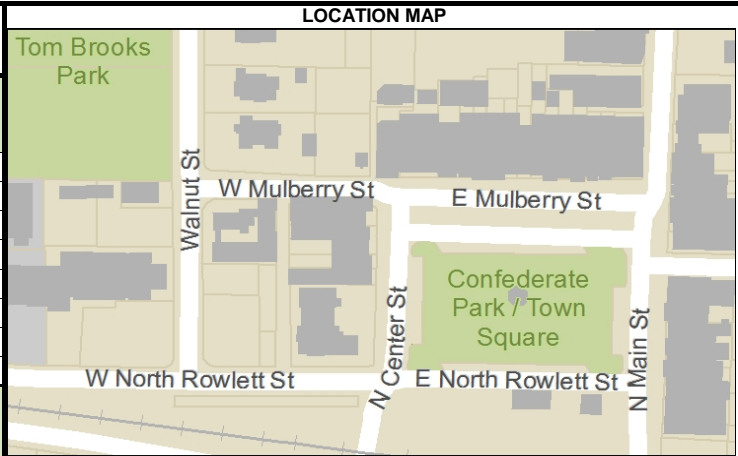 LOCATION MAP
Tom Brooks
Park
Walnut St
W Mulberry St
E Mulberry St
Confederate
Park / Town
Square
N Center St
N Main St
W North Rowlett St
E North Rowlett St